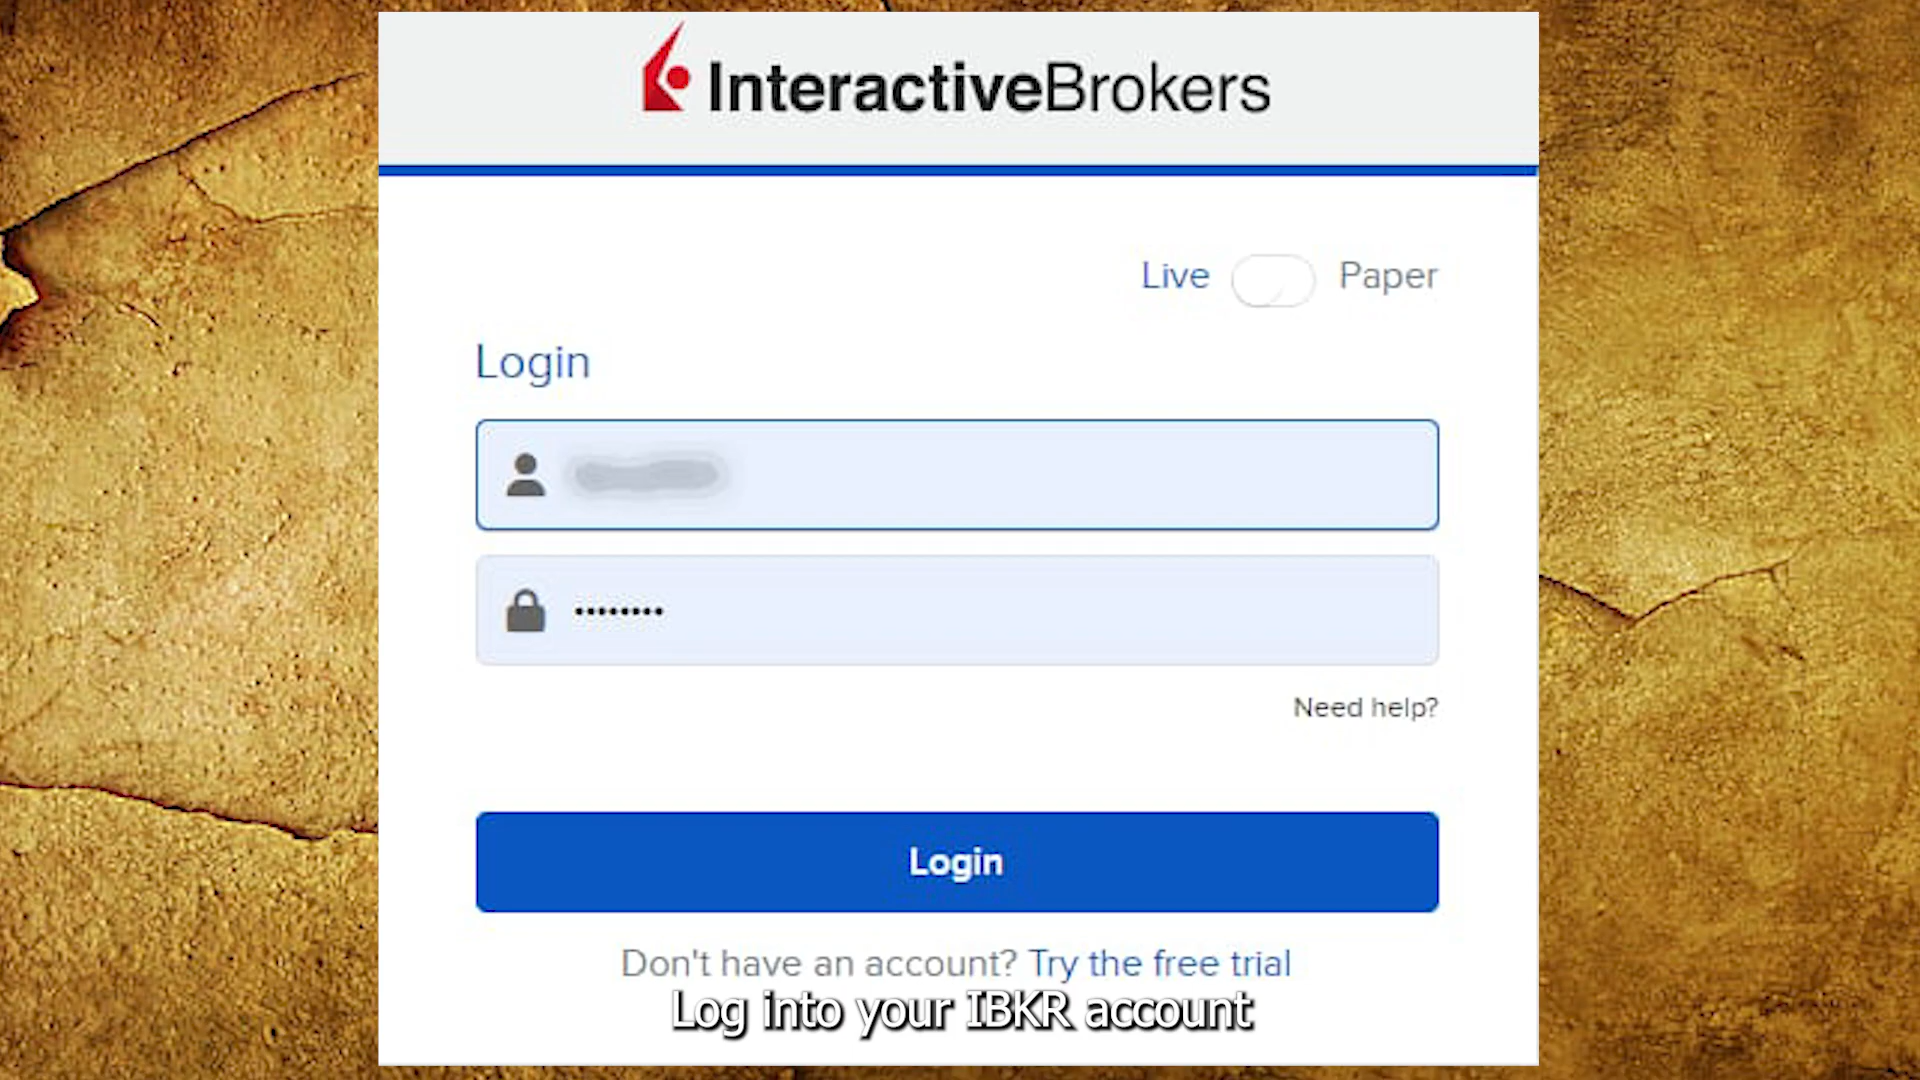 InteractiveBrokers
Live Paper
Login
••••••••
Need help?
Login
Don't have an account? Try the free trial
Log into your IBKR account